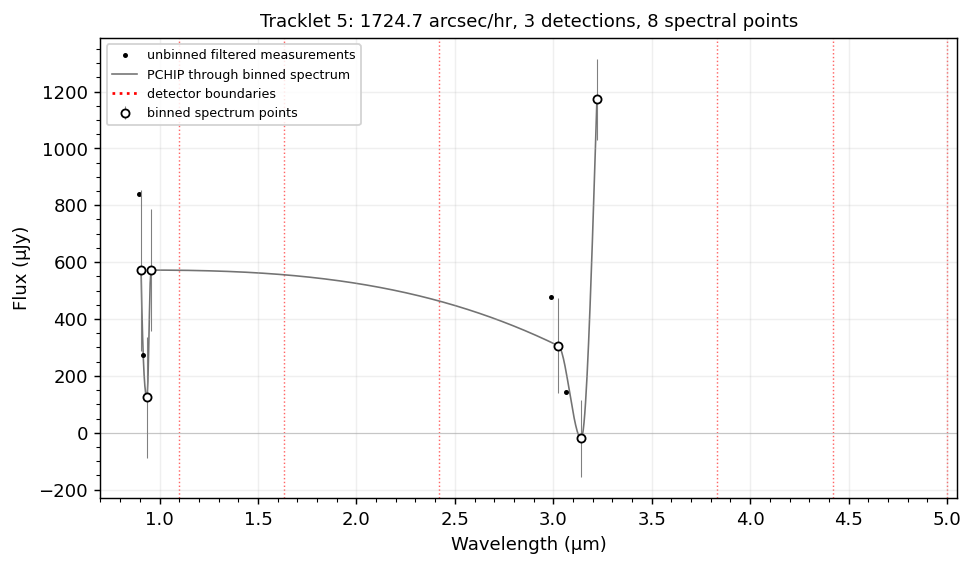 Tracklet 5: 1724.7 arcsec/hr, 3 detections, 8 spectral points
unbinned filtered measurements
PCHIP through binned spectrum
detector boundaries
binned spectrum points
Flux (μJy)
1200
1000
800
600
400
200
0
−200
1.0 1.5 2.0 2.5 3.0 3.5 4.0 4.5 5.0
Wavelength (μm)